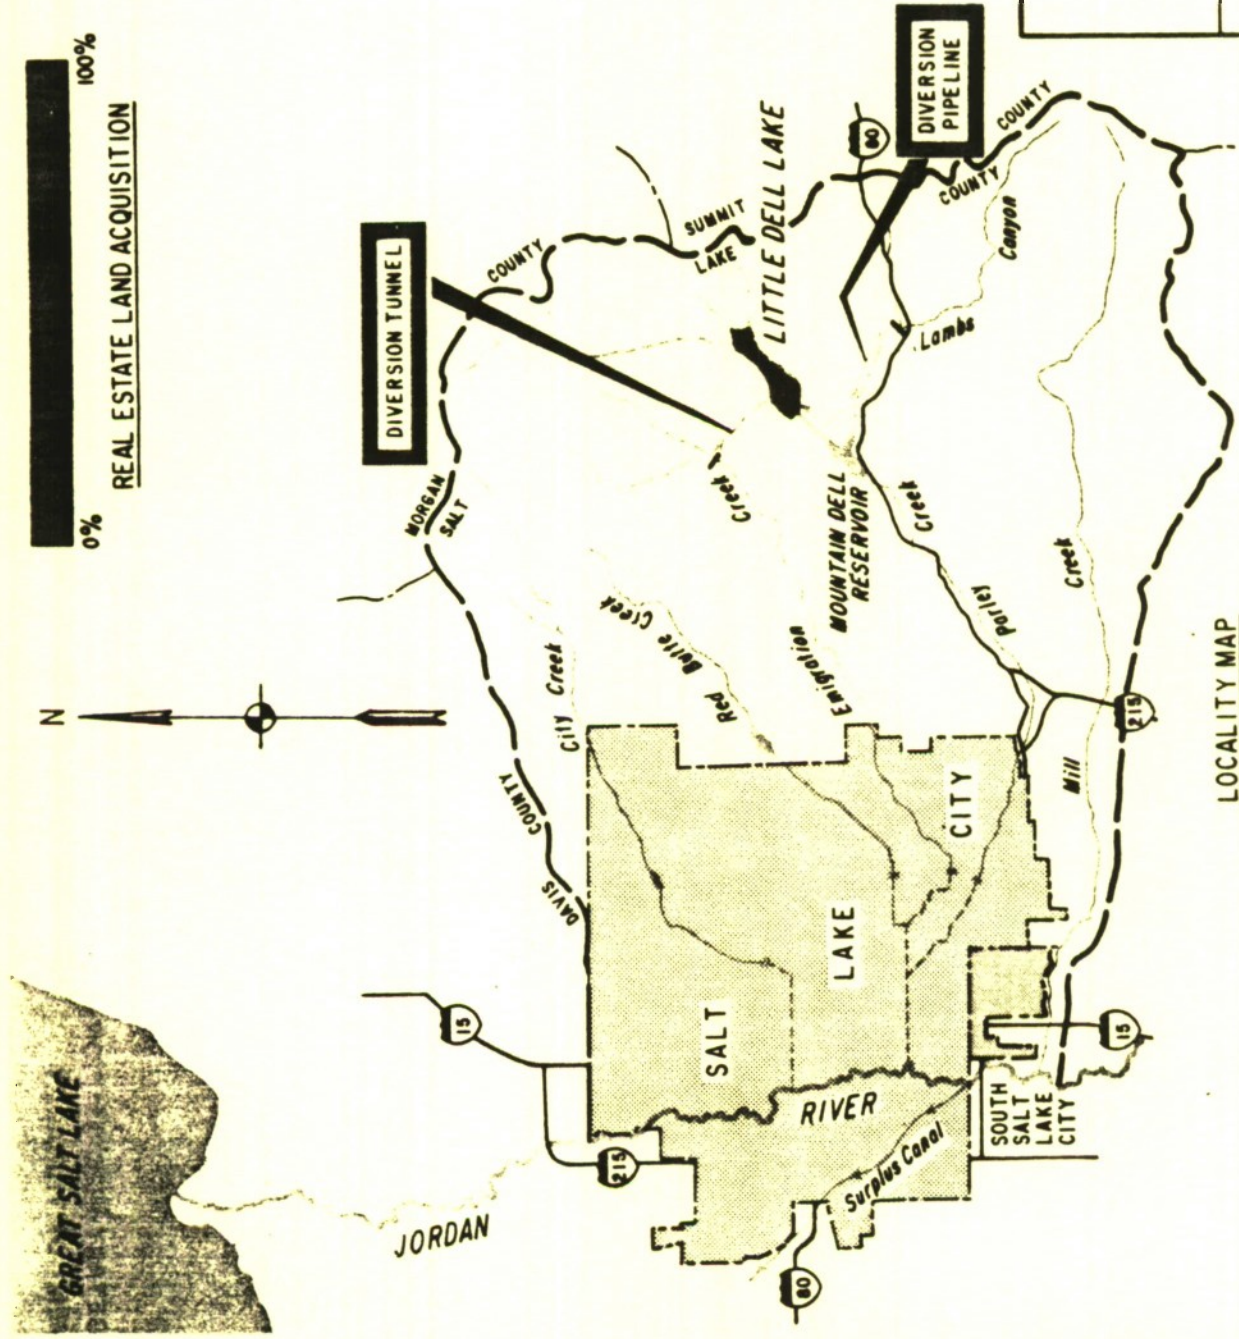 0%
100%
REAL ESTATE LAND ACQUISITION
N
GREAT SALT LAKE
JORDAN
RIVER
DIVERSION TUNNEL
DAVIS
COUNTY
MORGAN
SALT
COUNTY
LAKE
SUMMIT
15
215
City Creek
Red Butte Creek
Emigration
Creek
LITTLE DELL LAKE
SALT
LAKE
CITY
Surplus Canal
80
MOUNTAIN DELL
RESERVOIR
80
DIVERSION
PIPELINE
COUNTY
COUNTY
Parley
Creek
Lambs
Canyon
SOUTH
SALT
LAKE
CITY
15
Mill
Creek
215
LOCALITY MAP